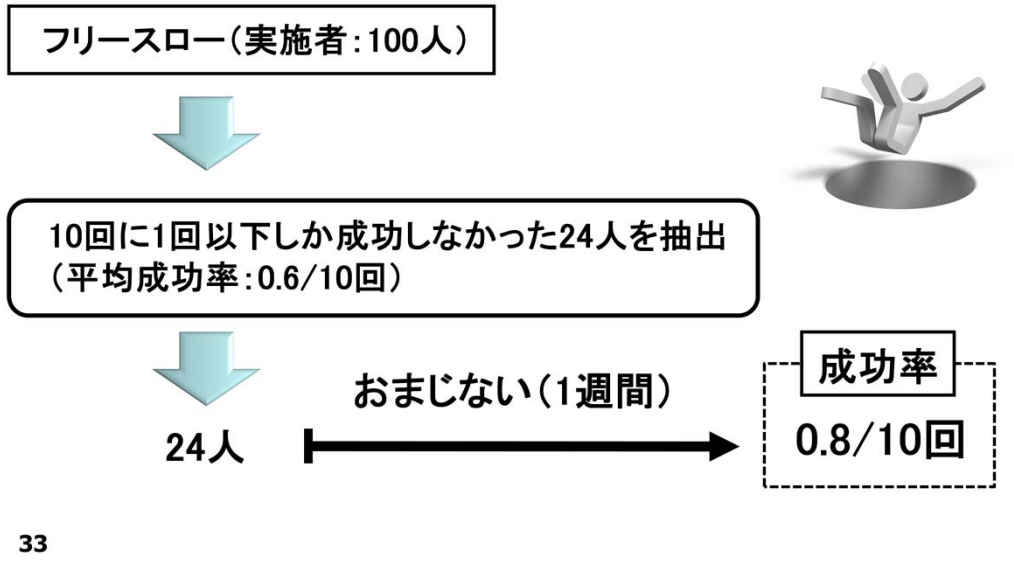 フリースロー（実施者：100人）
10回に1回以下しか成功しなかった24人を抽出
（平均成功率：0.6/10回）
おまじない（1週間）
成功率
24人
0.8/10回
33